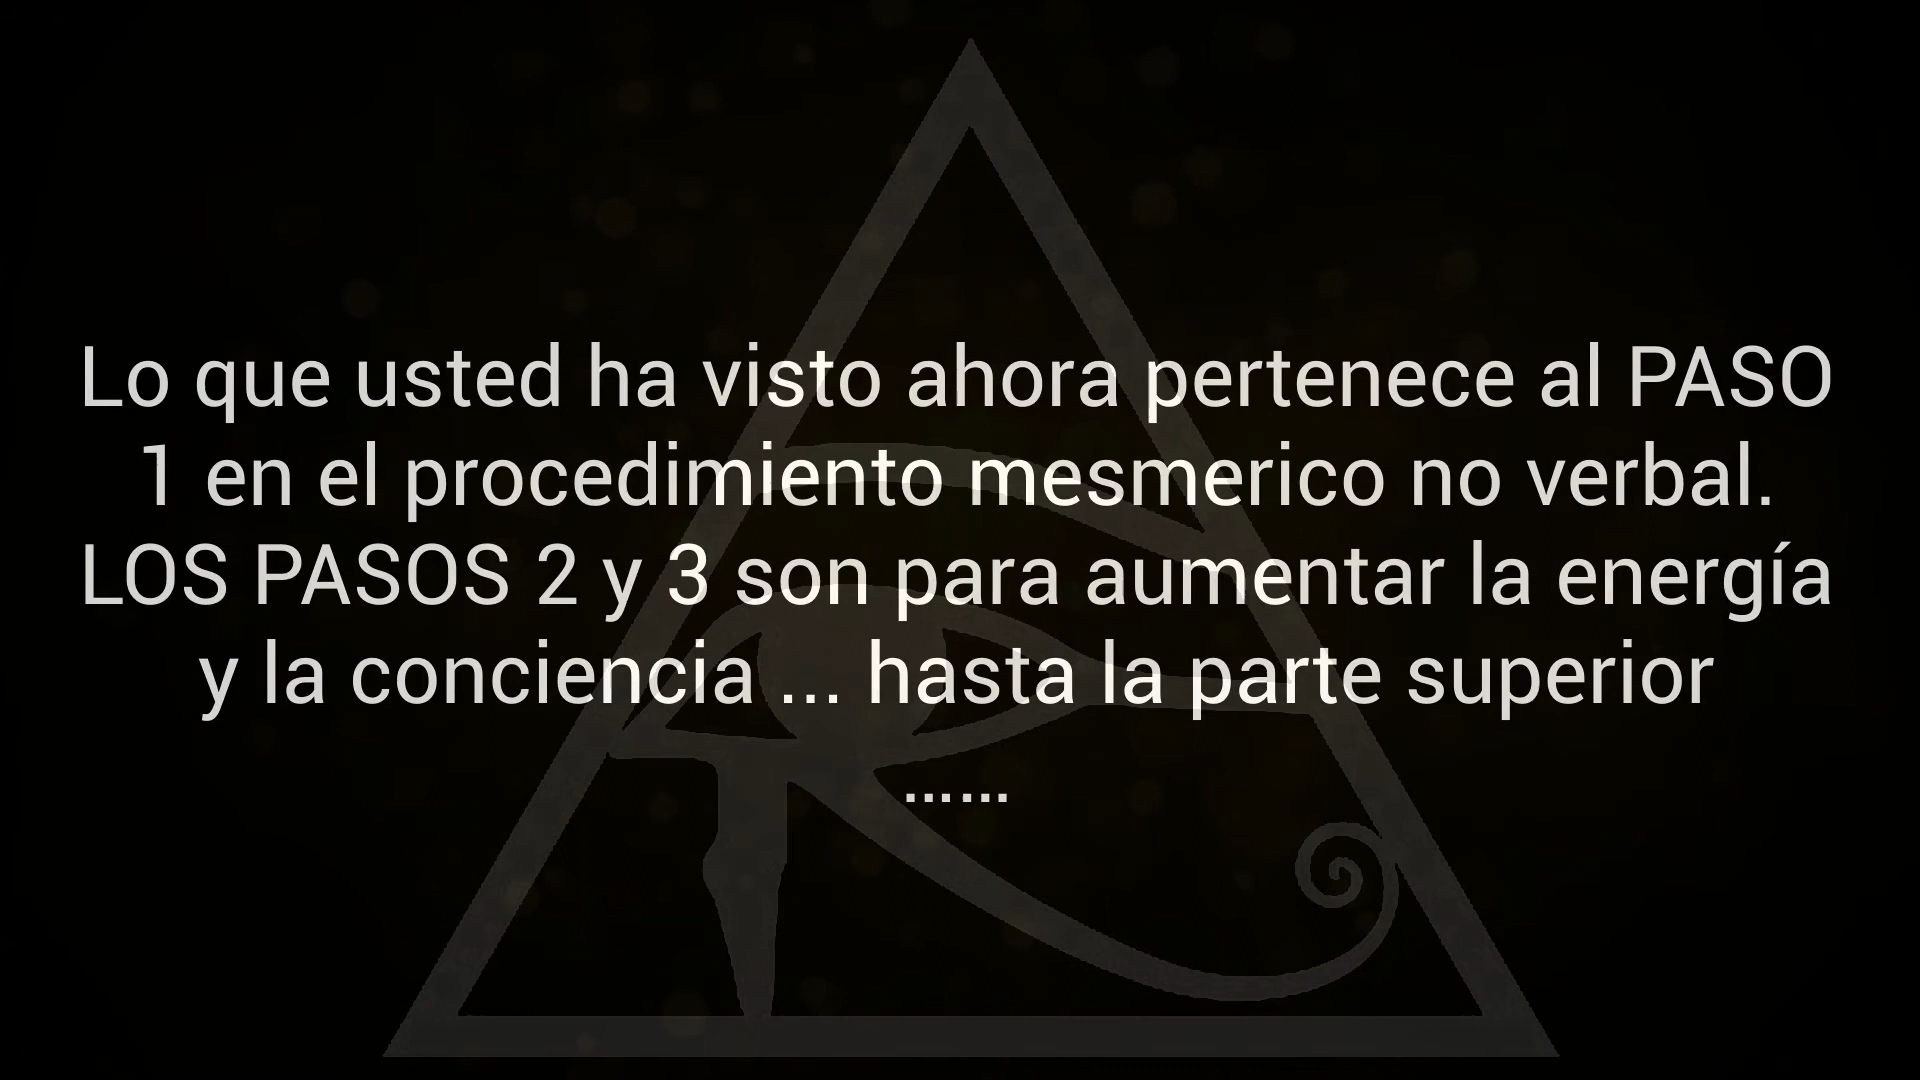 Lo que usted ha visto ahora pertenece al PASO
1 en el procedimiento mesmerico no verbal.
LOS PASOS 2 y 3 son para aumentar la energía
y la conciencia ... hasta la parte superior
......